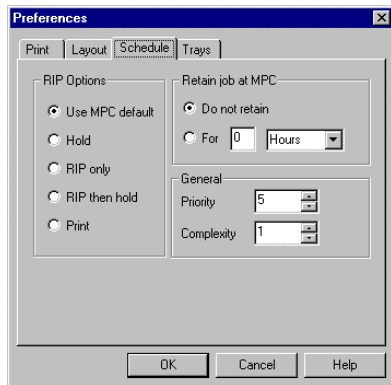 Preferences
Print Layout Schedule Trays
RIP Options
Use MPC default
Hold
RIP only
RIP then hold
Print
Retain job at MPC
Do not retain
For 0 Hours
General
Priority 5
Complexity 1
OK Cancel Help